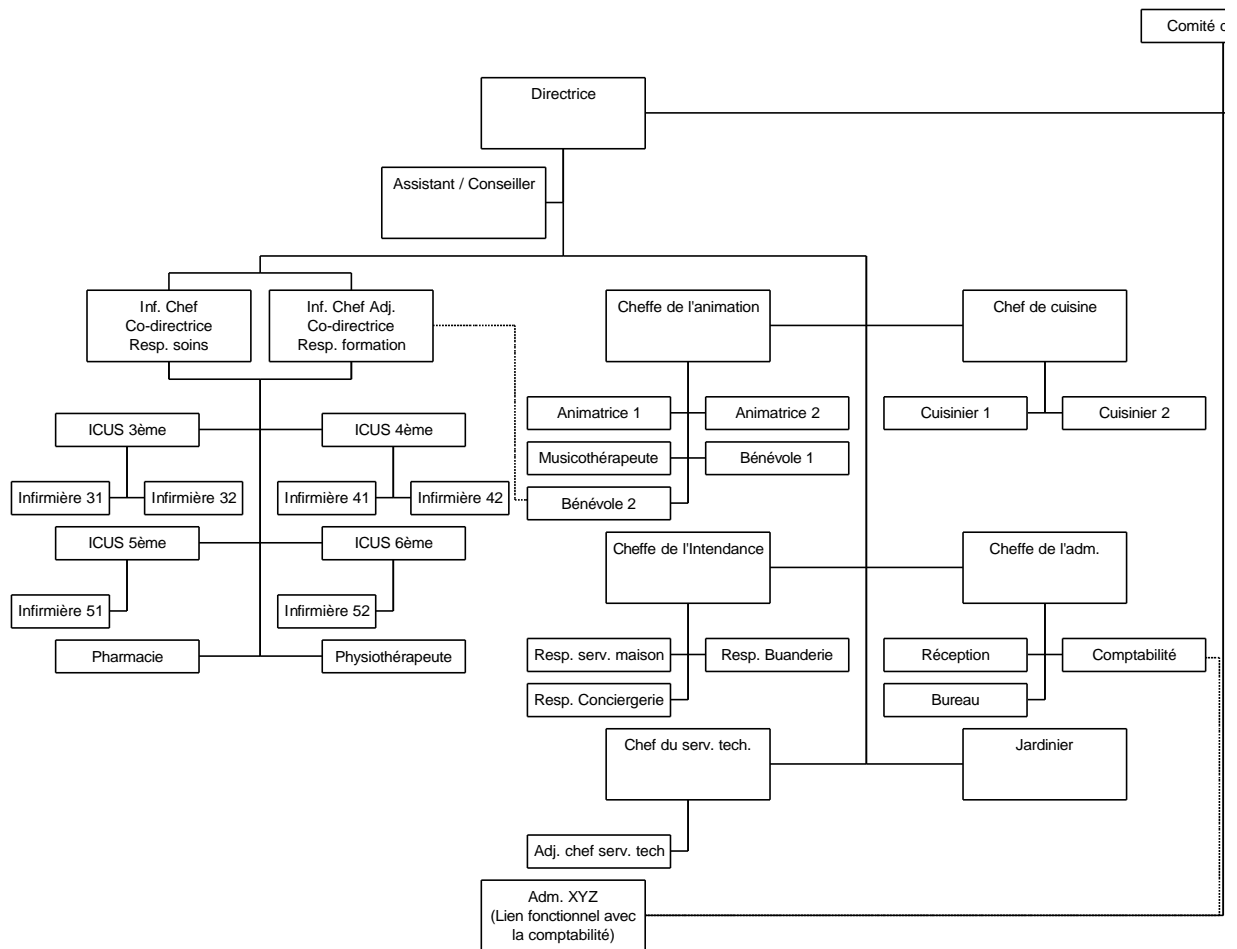 Comité
Directrice
Assistant / Conseiller
Inf. Chef
Co-directrice
Resp. soins
Inf. Chef Adj.
Co-directrice
Resp. formation
Cheffe de l'animation
Chef de cuisine
Animatrice 1
Animatrice 2
Cuisinier 1
Cuisinier 2
ICUS 3ème
ICUS 4ème
Musicothérapeute
Bénévole 1
Infirmière 31
Infirmière 32
Infirmière 41
Infirmière 42
Bénévole 2
ICUS 5ème
ICUS 6ème
Cheffe de l'Intendance
Cheffe de l'adm.
Infirmière 51
Infirmière 52
Pharmacie
Physiothérapeute
Resp. serv. maison
Resp. Buanderie
Réception
Comptabilité
Resp. Conciergerie
Bureau
Chef du serv. tech.
Jardinier
Adj. chef serv. tech
Adm. XYZ
(Lien fonctionnel avec
la comptabilité)